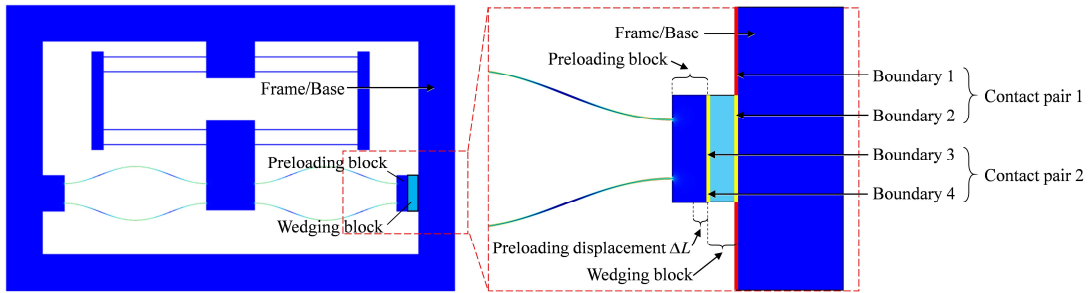 Frame/Base
Preloading block
Wedging block
Frame/Base
Preloading block
Boundary 1
Boundary 2
Contact pair 1
Boundary 3
Boundary 4
Contact pair 2
Preloading displacement ΔL
Wedging block